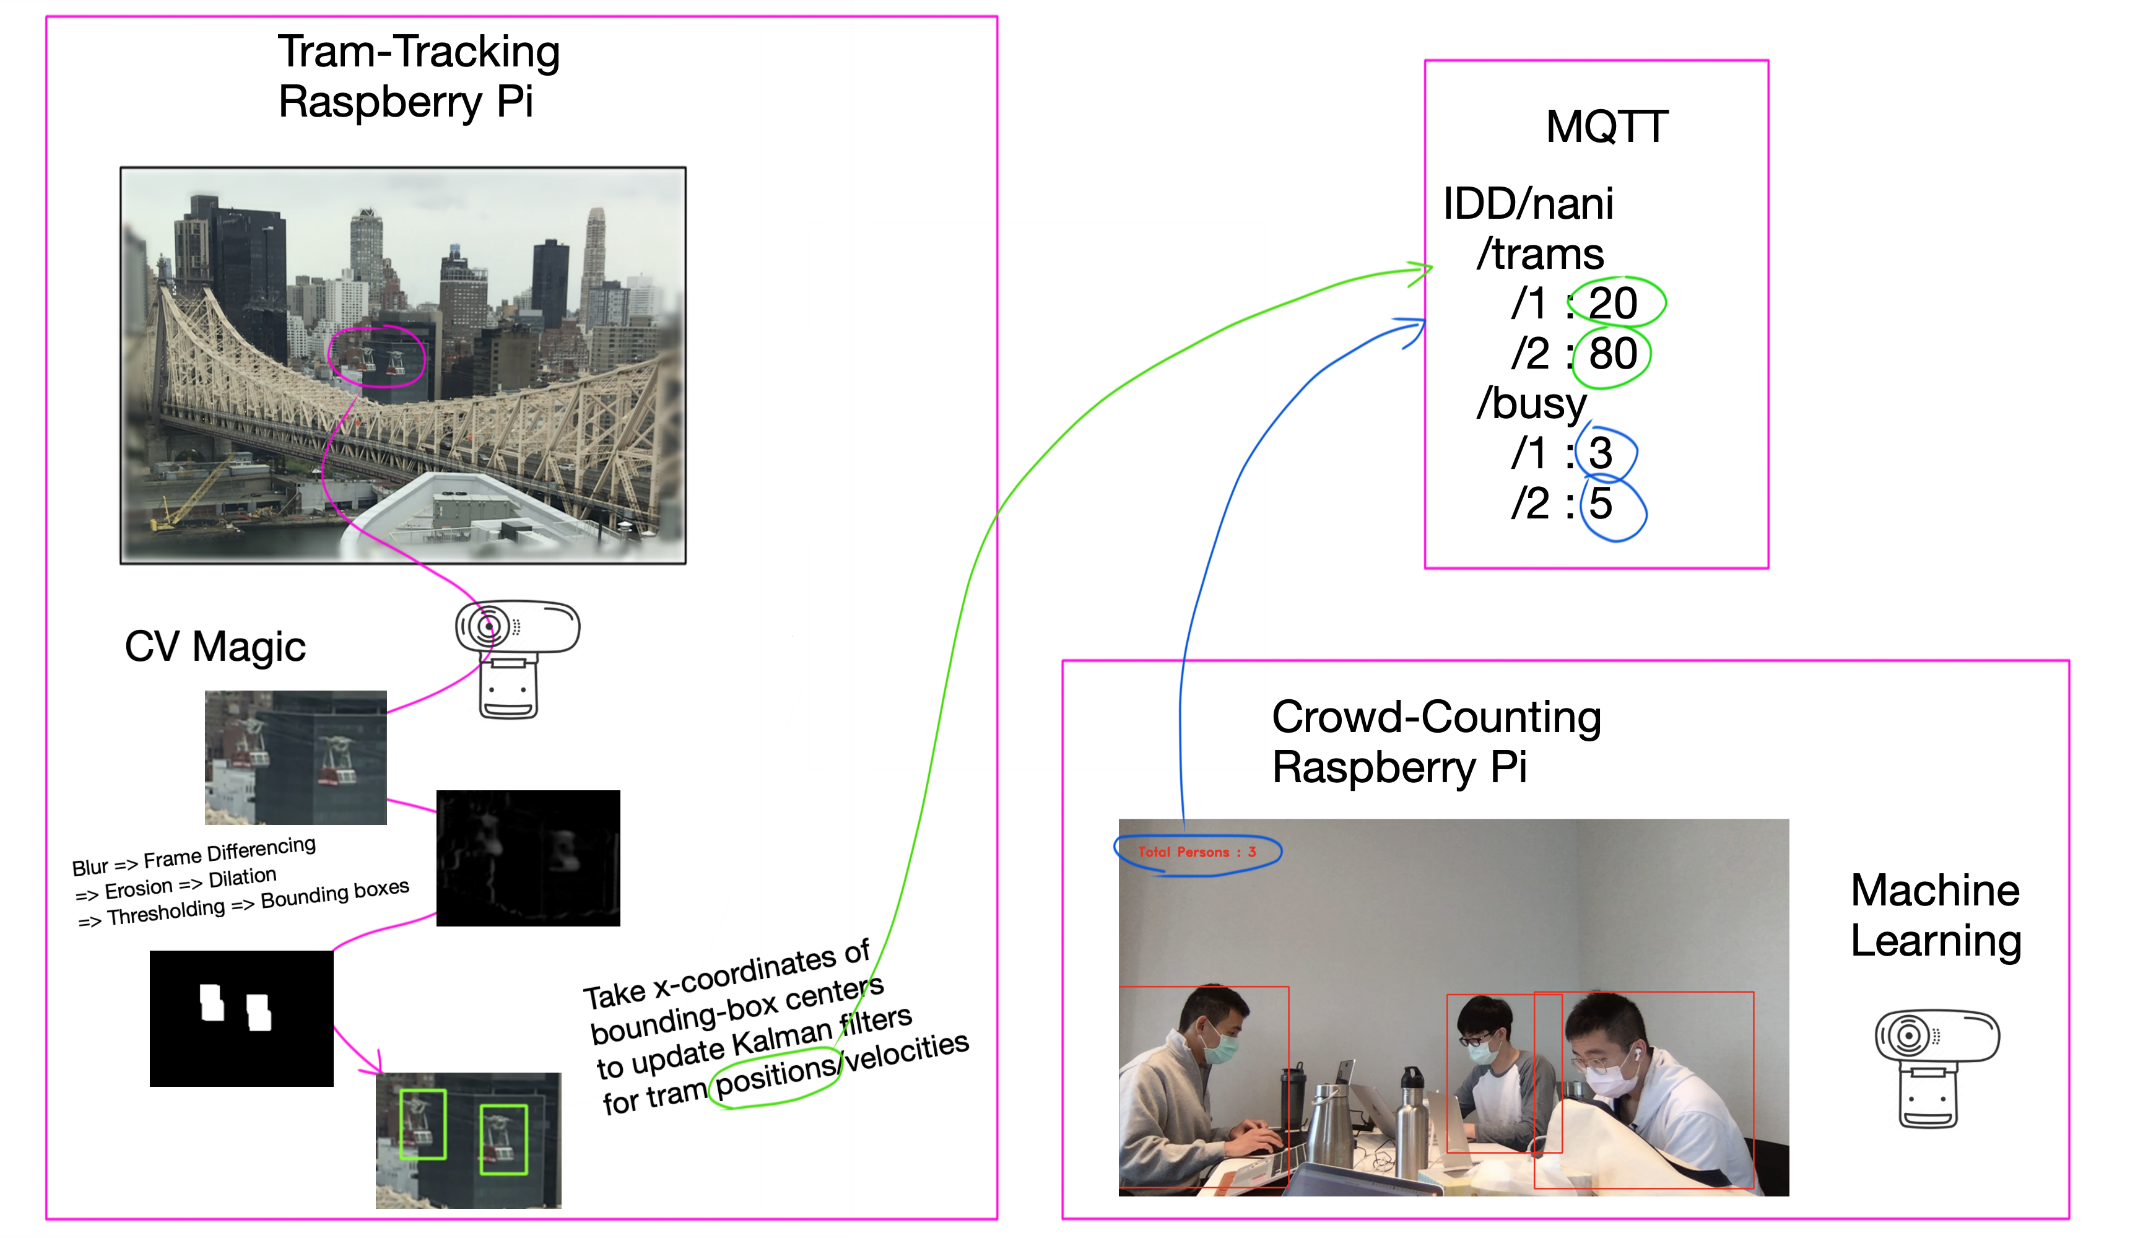 Tram-Tracking
Raspberry Pi
CV Magic
Blur => Frame Differencing
=> Erosion => Dilation
=> Thresholding => Bounding boxes
Take x-coordinates of
bounding-box centers
to update Kalman filters
for tram positions/velocities
MQTT
IDD/nani
/trams
/1 : 20
/2 : 80
/busy
/1 : 3
/2 : 5
Crowd-Counting
Raspberry Pi
Total Persons : 3
Machine
Learning